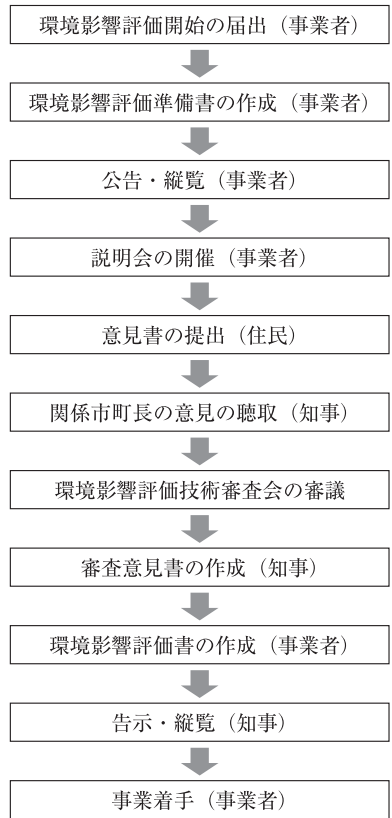 環境影響評価開始の届出（事業者）
環境影響評価準備書の作成（事業者）
公告・縦覧（事業者）
説明会の開催（事業者）
意見書の提出（住民）
関係市町長の意見の聴取（知事）
環境影響評価技術審査会の審議
審査意見書の作成（知事）
環境影響評価書の作成（事業者）
告示・縦覧（知事）
事業着手（事業者）